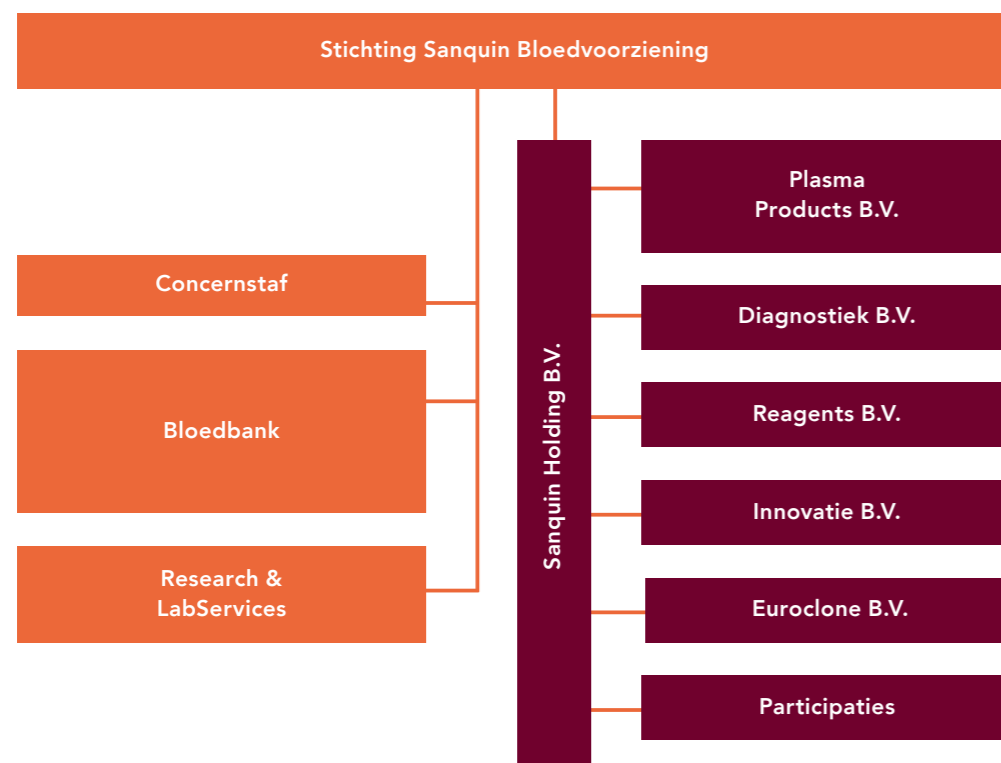 Stichting Sanquin Bloedvoorziening
Concernstaf
Bloedbank
Research &
LabServices
Sanquin Holding B.V.
Plasma
Products B.V.
Diagnostiek B.V.
Reagents B.V.
Innovatie B.V.
Euroclone B.V.
Participaties